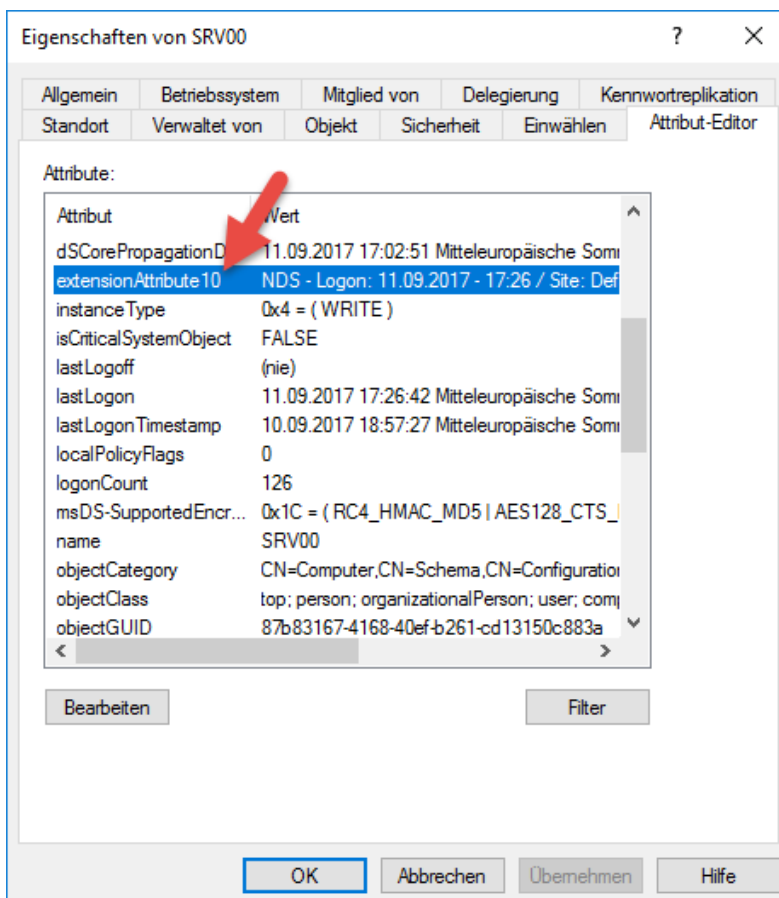 Eigenschaften von SRV00
Allgemein Betriebssystem Mitglied von Delegierung Kennwortreplikation
Standort Verwaltet von Objekt Sicherheit Einwählen Attribut-Editor
Attribute:
Attribut Wert
dSCorePropagationD 11.09.2017 17:02:51 Mitteleuropäische Som
extensionAttribute10 NDS - Logon: 11.09.2017 - 17:26 / Site: Def
instanceType 0x4 = ( WRITE )
isCriticalSystemObject FALSE
lastLogoff (nie)
lastLogon 11.09.2017 17:26:42 Mitteleuropäische Som
lastLogonTimestamp 10.09.2017 18:57:27 Mitteleuropäische Som
localPolicyFlags 0
logonCount 126
msDS-SupportedEncr... 0x1C = ( RC4_HMAC_MD5 | AES128_CTS_
name SRV00
objectCategory CN=Computer,CN=Schema,CN=Configuration
objectClass top; person; organizationalPerson; user; com
objectGUID 87b83167-4168-40ef-b261-cd13150c883a
Bearbeiten Filter
OK Abbrechen Übernehmen Hilfe